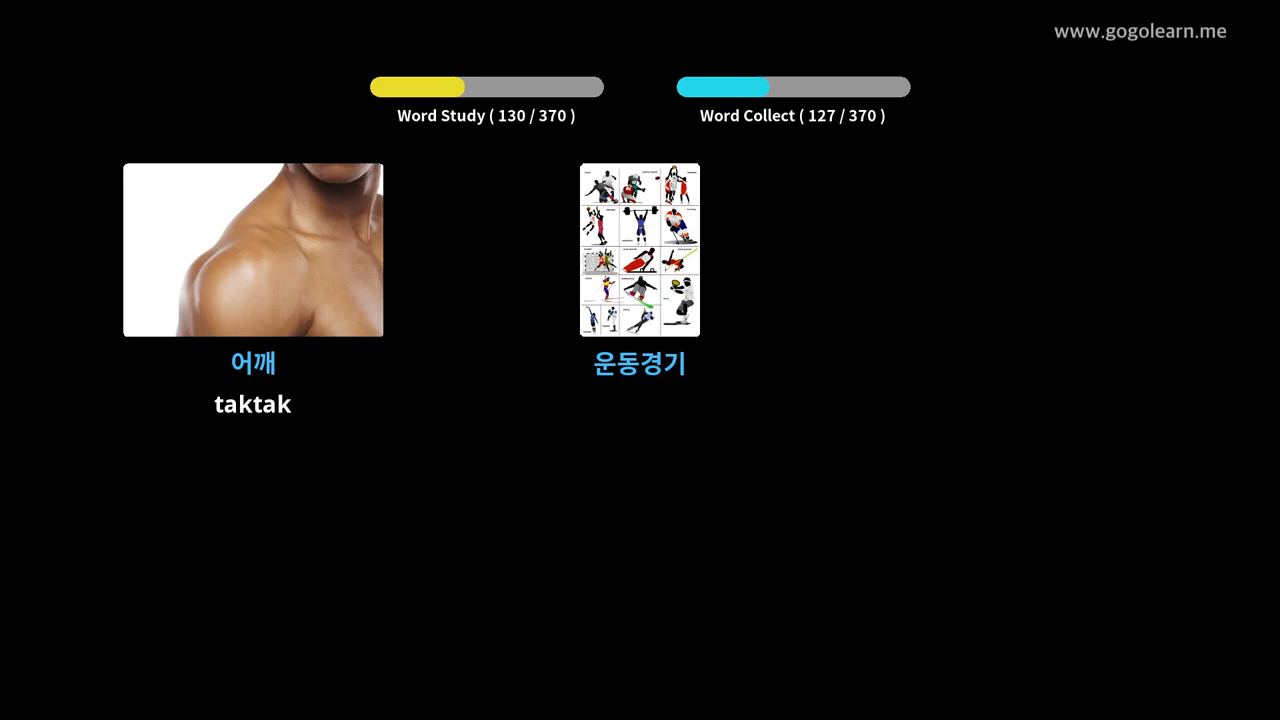 www.gogolearn.me
Word Study ( 130 / 370 )
Word Collect ( 127 / 370 )
어깨
운동경기
taktak